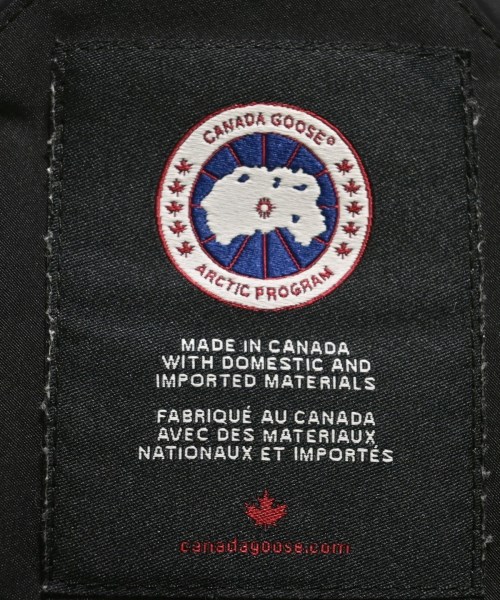 CANADA GOOSE®
ARCTIC PROGRAM
MADE IN CANADA
WITH DOMESTIC AND
IMPORTED MATERIALS
FABRIQUÉ AU CANADA
AVEC DES MATERIAUX
NATIONAUX ET IMPORTÉS
canadagoose.com